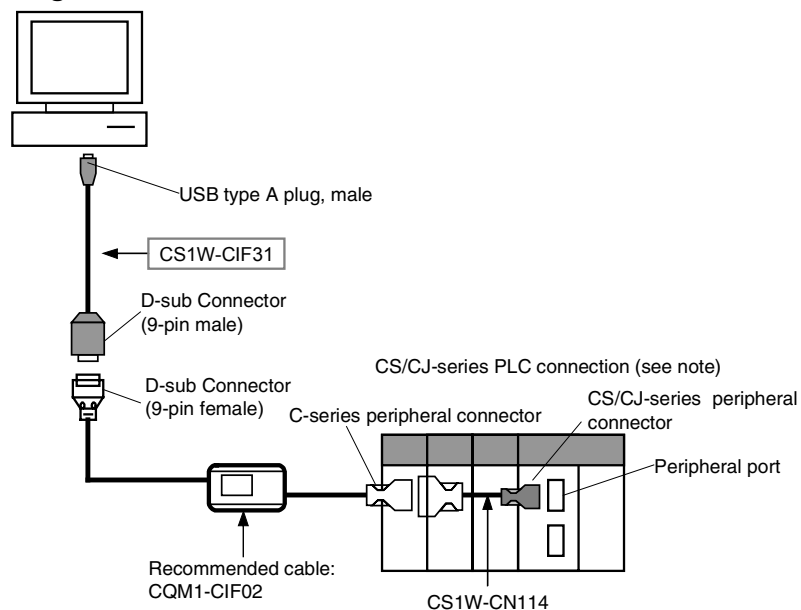 USB type A plug, male
CS1W-CIF31
D-sub Connector
(9-pin male)
CS/CJ-series PLC connection (see note)
D-sub Connector
(9-pin female)
CS/CJ-series peripheral
connector
C-series peripheral connector
Peripheral port
Recommended cable:
CQM1-CIF02
CS1W-CN114